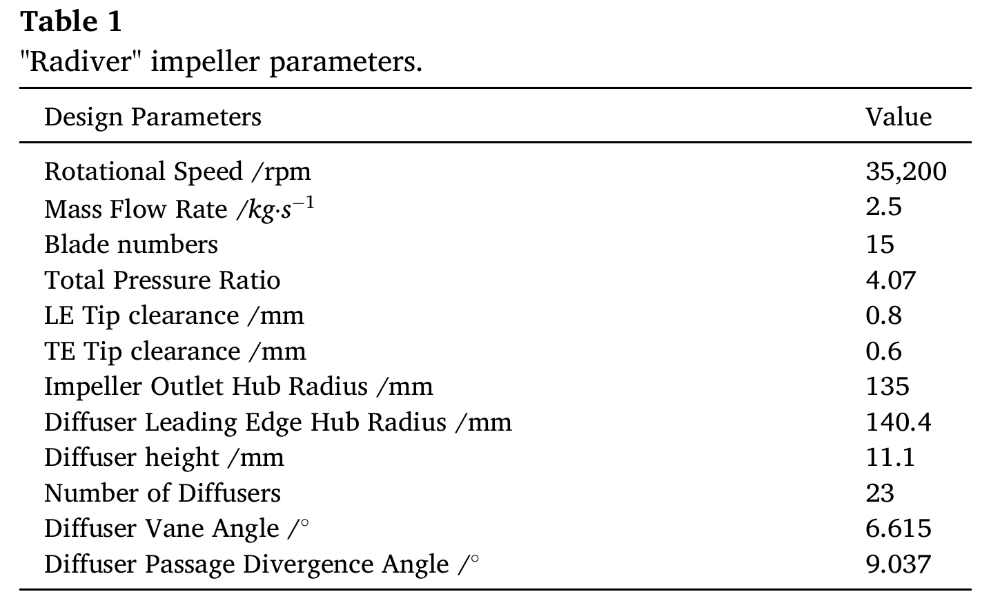 Table 1
"Radiver" impeller parameters.
Design Parameters Value
Rotational Speed /rpm 35,200
Mass Flow Rate /kg·s⁻¹ 2.5
Blade numbers 15
Total Pressure Ratio 4.07
LE Tip clearance /mm 0.8
TE Tip clearance /mm 0.6
Impeller Outlet Hub Radius /mm 135
Diffuser Leading Edge Hub Radius /mm 140.4
Diffuser height /mm 11.1
Number of Diffusers 23
Diffuser Vane Angle /° 6.615
Diffuser Passage Divergence Angle /° 9.037